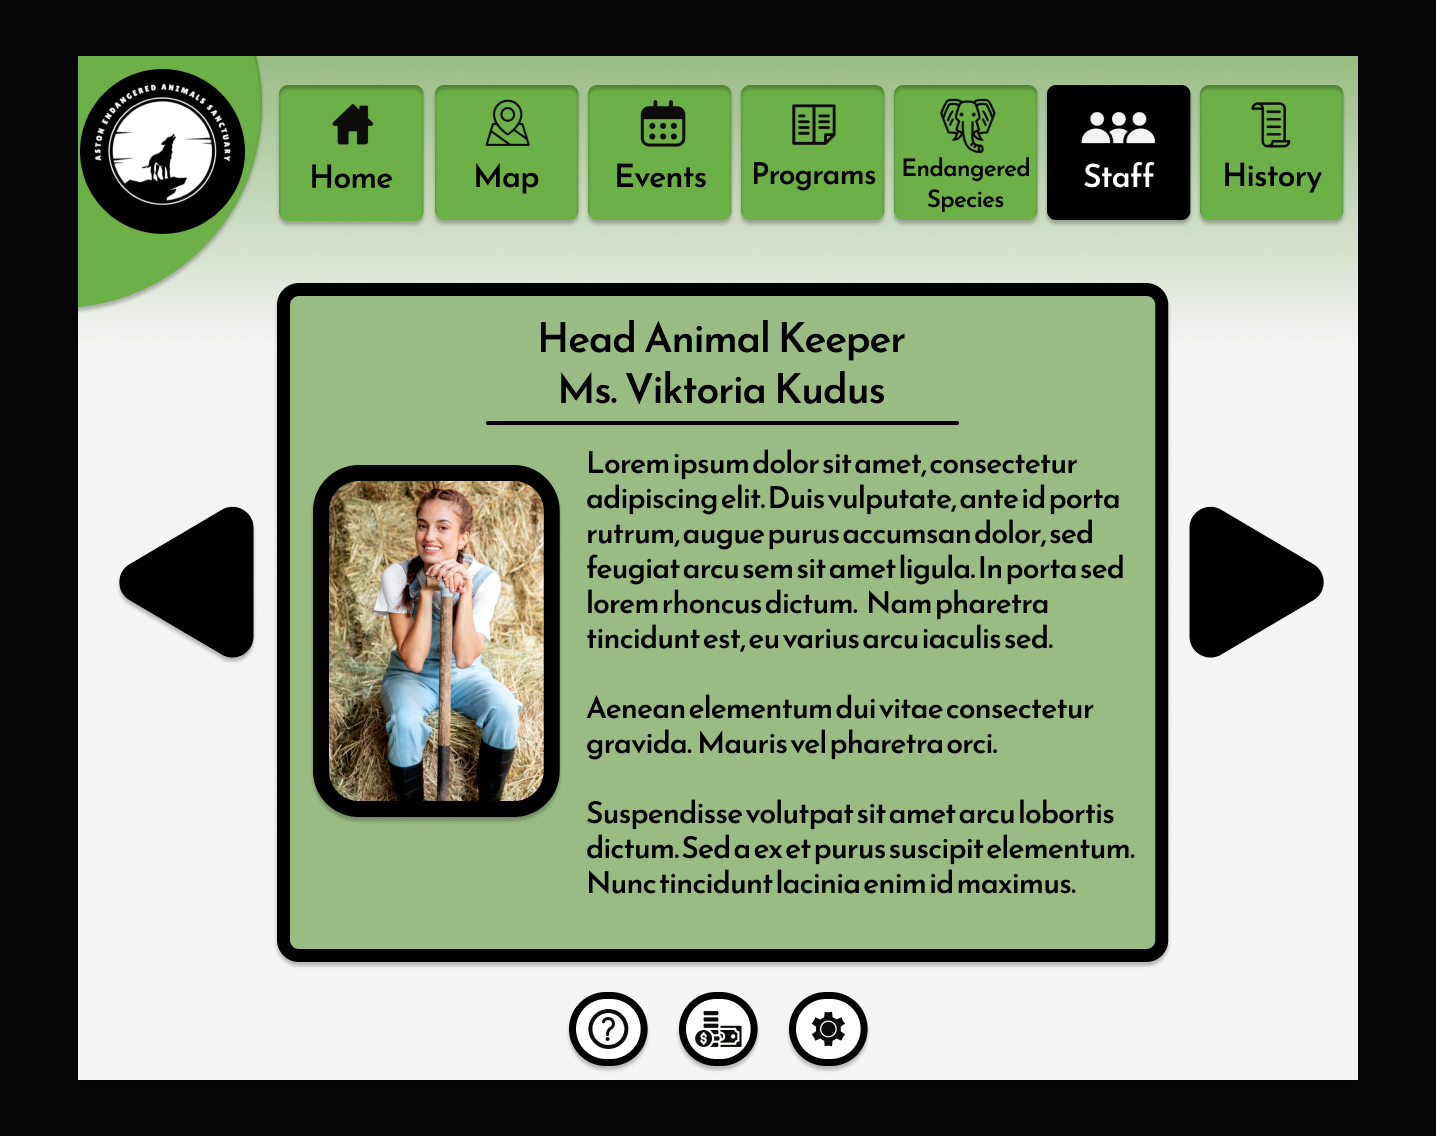 ASTON ENDANGERED ANIMALS SANCTUARY
Home
Map
Events
Programs
Endangered
Species
Staff
History
Head Animal Keeper
Ms. Viktoria Kudus
Lorem ipsum dolor sit amet, consectetur
adipiscing elit. Duis vulputate, ante id porta
rutrum, augue purus accumsan dolor, sed
feugiat arcu sem sit amet ligula. In porta sed
lorem rhoncus dictum. Nam pharetra
tincidunt est, eu varius arcu iaculis sed.
Aenean elementum dui vitae consectetur
gravida. Mauris vel pharetra orci.
Suspendisse volutpat sit amet arcu lobortis
dictum. Sed a ex et purus suscipit elementum.
Nunc tincidunt lacinia enim id maximus.